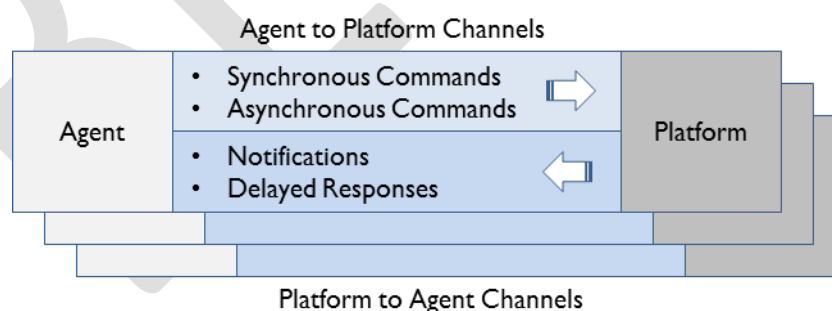 Agent to Platform Channels
Agent
• Synchronous Commands
• Asynchronous Commands
Platform
• Notifications
• Delayed Responses
Platform to Agent Channels